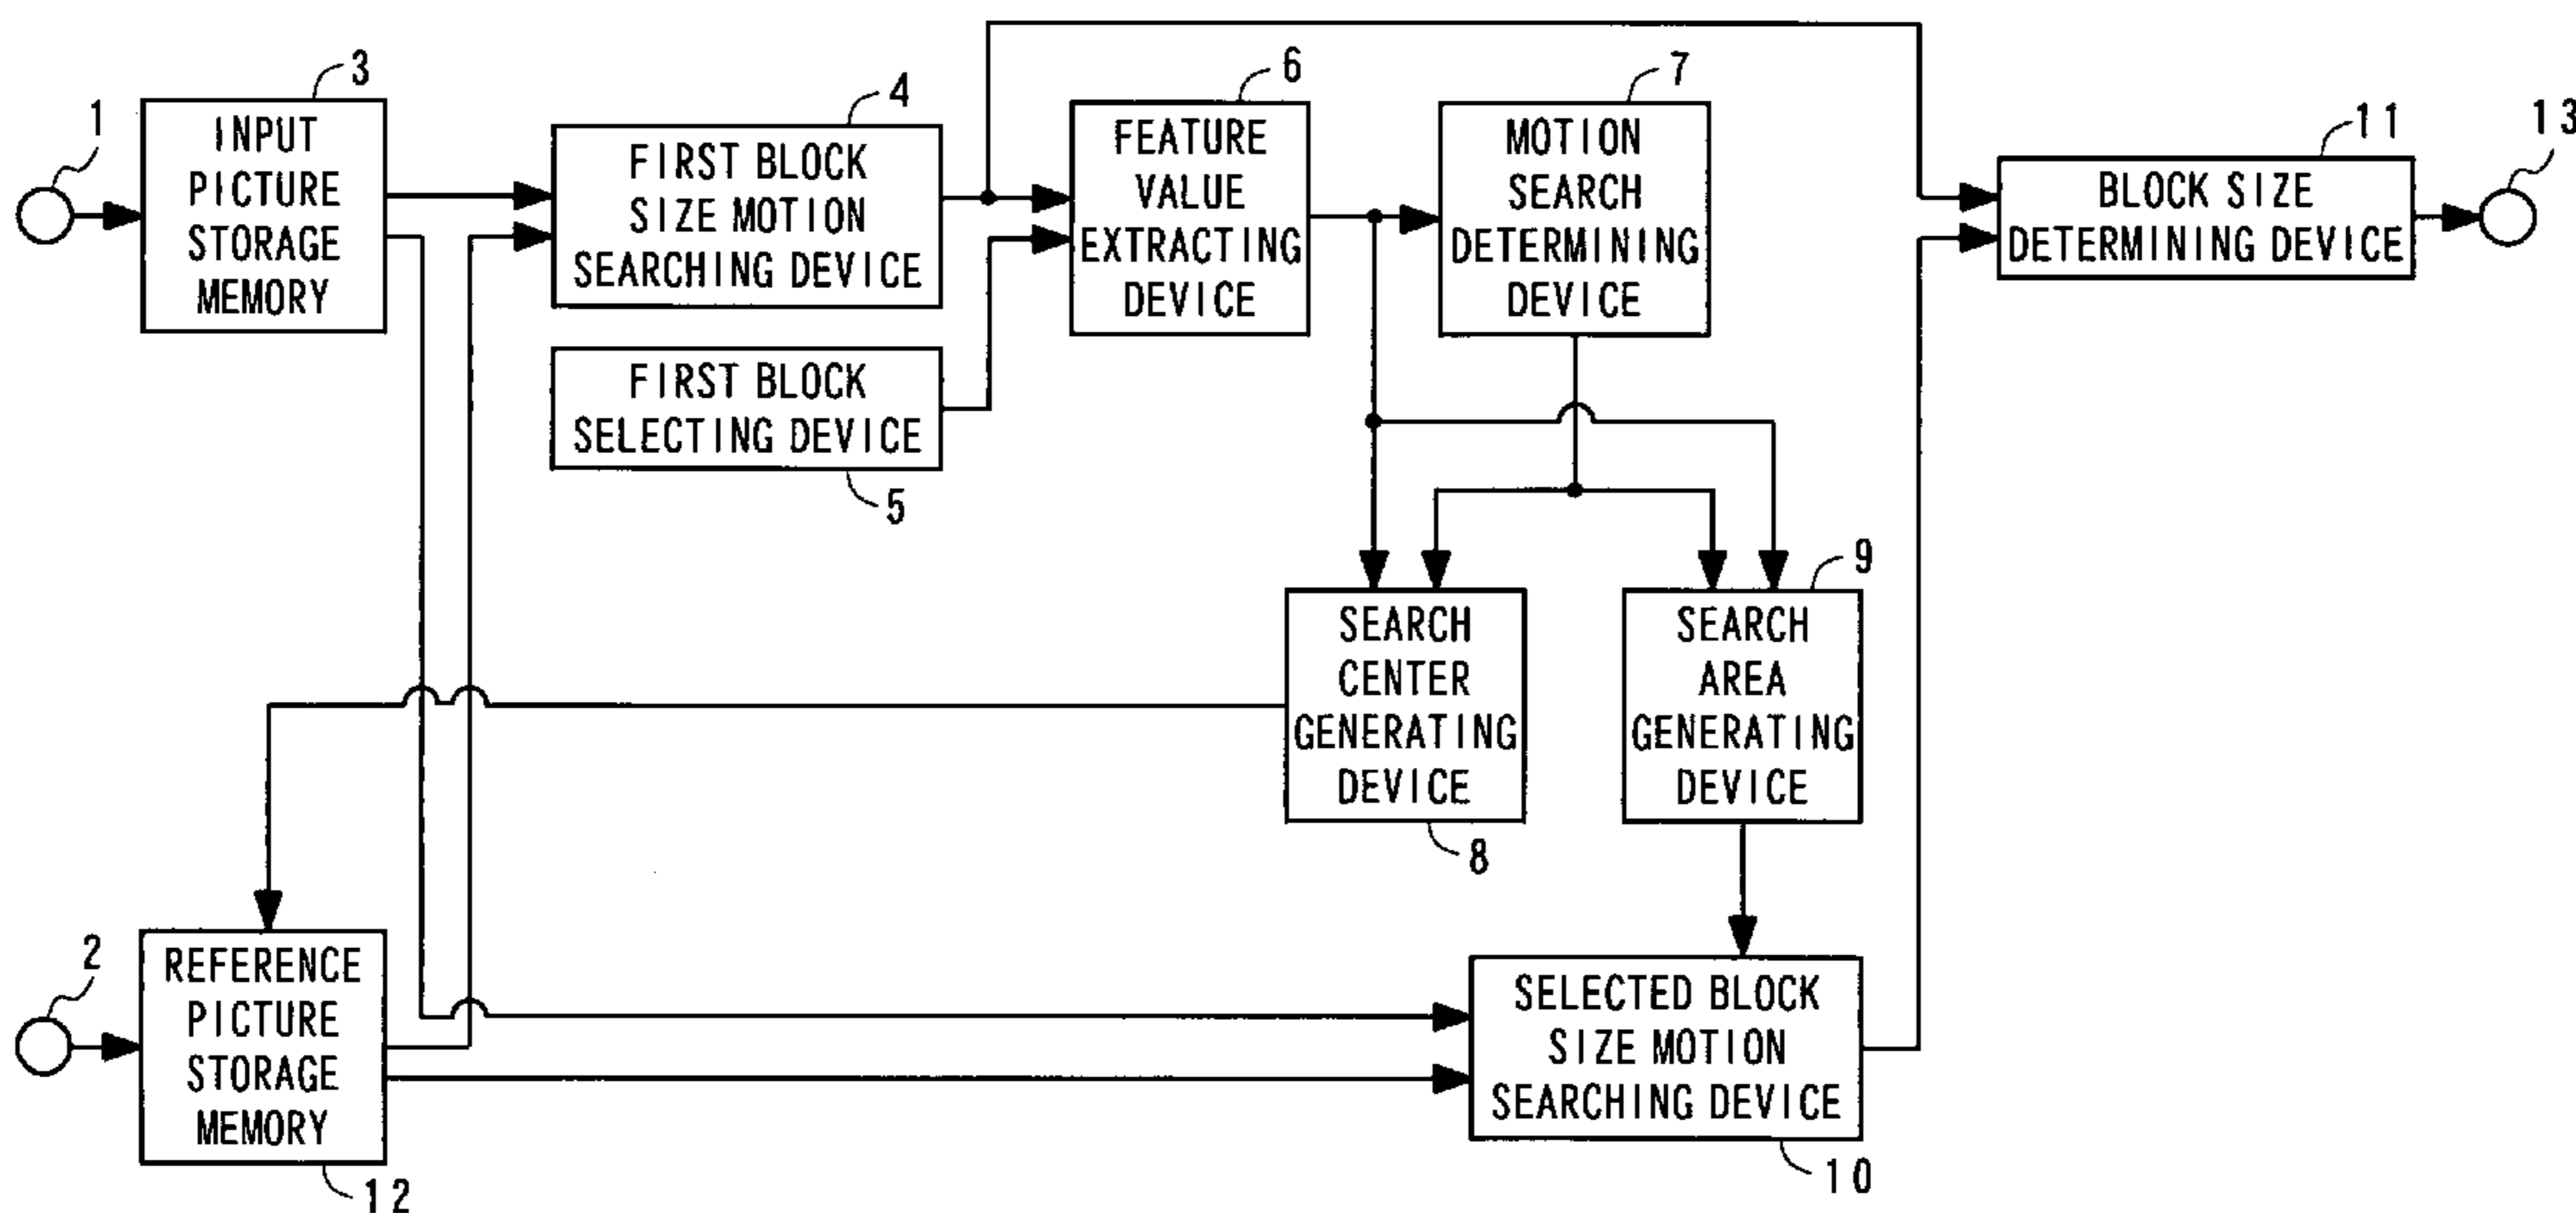 1
3
INPUT
PICTURE
STORAGE
MEMORY
4
FIRST BLOCK
SIZE MOTION
SEARCHING DEVICE
FIRST BLOCK
SELECTING DEVICE
5
6
FEATURE
VALUE
EXTRACTING
DEVICE
7
MOTION
SEARCH
DETERMINING
DEVICE
11
BLOCK SIZE
DETERMINING DEVICE
13
SEARCH
CENTER
GENERATING
DEVICE
8
9
SEARCH
AREA
GENERATING
DEVICE
2
REFERENCE
PICTURE
STORAGE
MEMORY
12
SELECTED BLOCK
SIZE MOTION
SEARCHING DEVICE
10